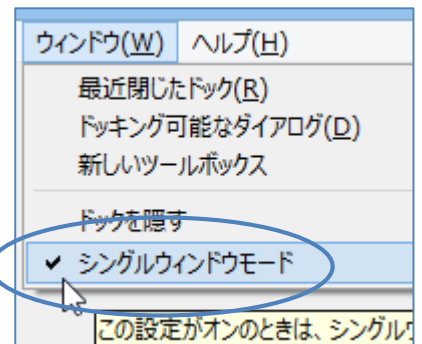 ウィンドウ(W) ヘルプ(H)
最近閉じたドック(R)
ドッキング可能なダイアログ(D)
新しいツールボックス
ドックを隠す
✔ シングルウィンドウモード
この設定がオンのときは、シングル